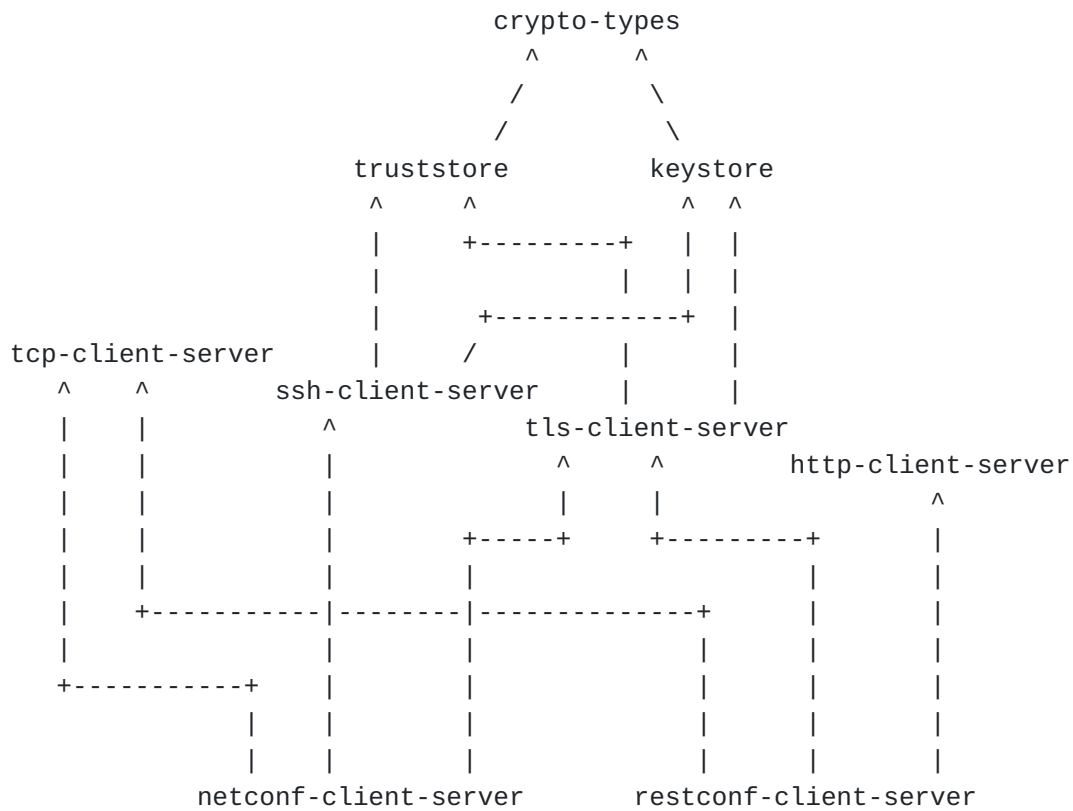 crypto-types
truststore keystore
tcp-client-server
ssh-client-server
tls-client-server
http-client-server
netconf-client-server restconf-client-server